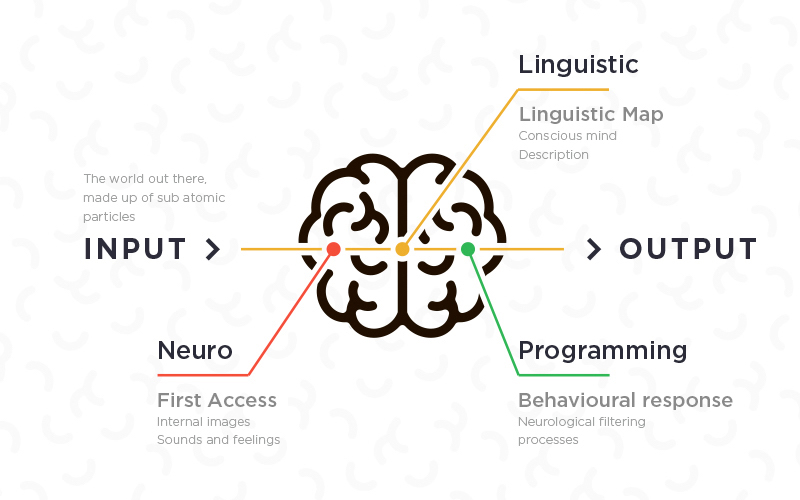 Linguistic
Linguistic Map
Conscious mind
Description
The world out there,
made up of sub atomic
particles
INPUT
OUTPUT
Neuro
First Access
Internal images
Sounds and feelings
Programming
Behavioural response
Neurological filtering
processes